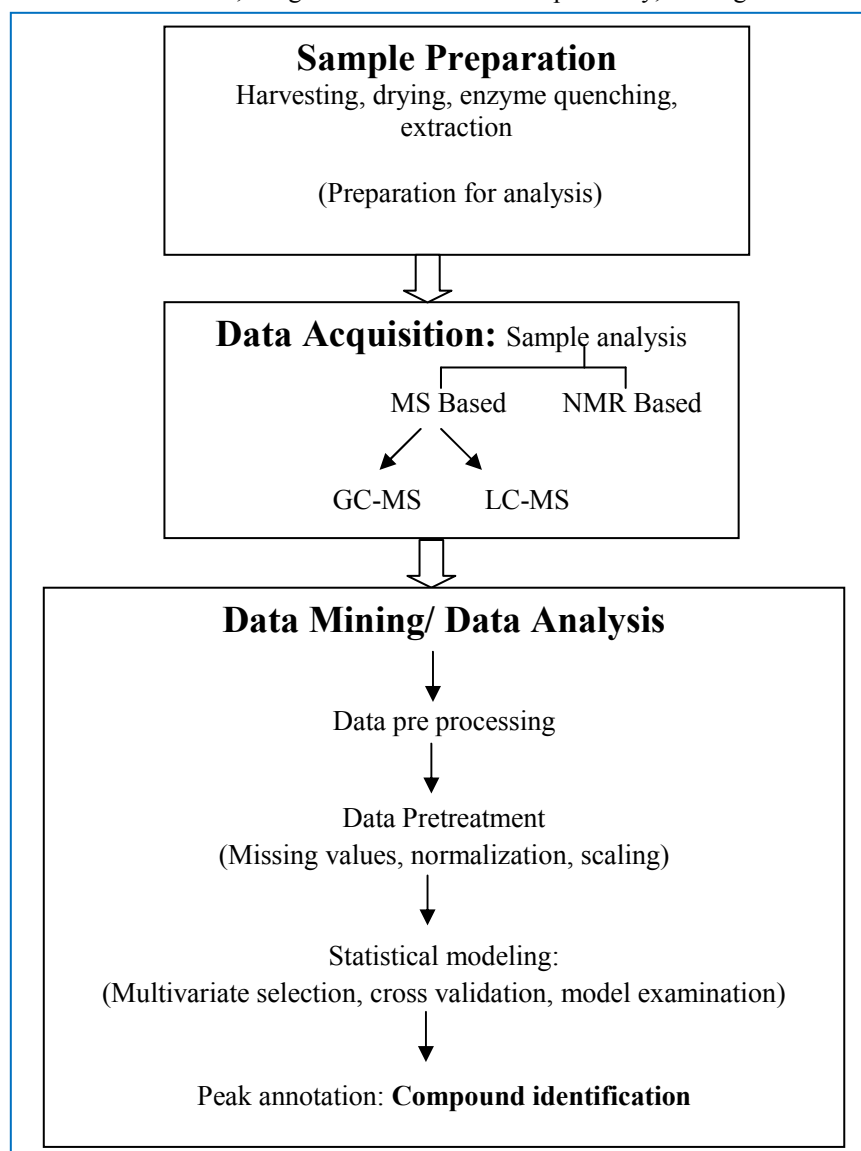 Sample Preparation
Harvesting, drying, enzyme quenching,
extraction
(Preparation for analysis)
Data Acquisition: Sample analysis
MS Based NMR Based
GC-MS LC-MS
Data Mining/ Data Analysis
Data pre processing
Data Pretreatment
(Missing values, normalization, scaling)
Statistical modeling:
(Multivariate selection, cross validation, model examination)
Peak annotation: Compound identification